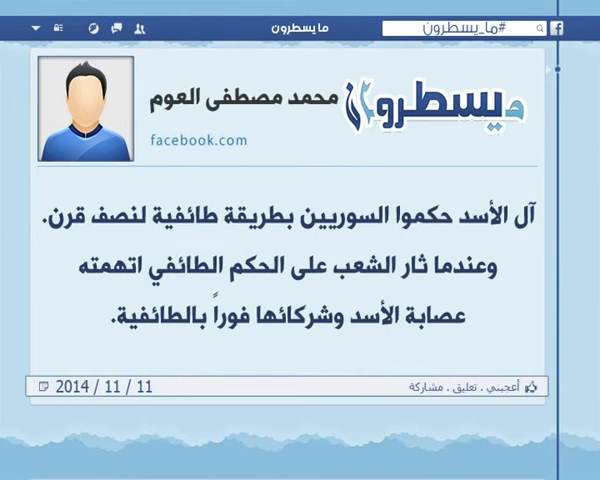 ما يسطرون
#ما_يسطرون
ما يسطرون
محمد مصطفى العوم
facebook.com
آل الأسد حكموا السوريين بطريقة طائفية لنصف قرن.
وعندما ثار الشعب على الحكم الطائفي اتهمته
عصابة الأسد وشركائها فوراً بالطائفية.
أعجبني . تعليق . مشاركة
2014 / 11 / 11